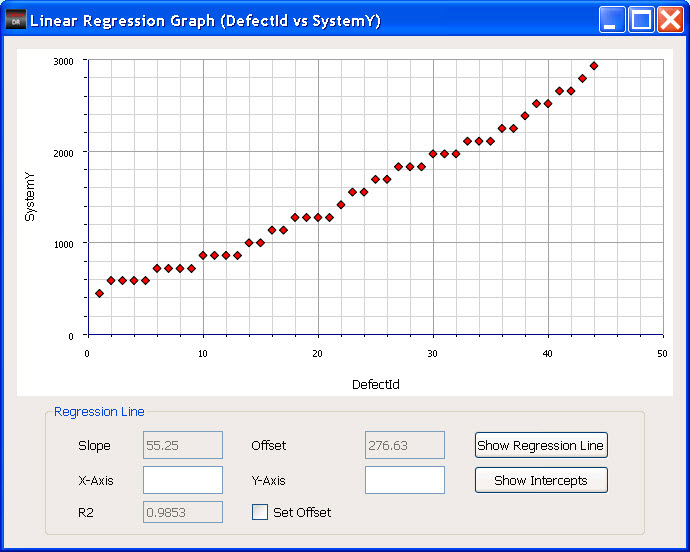 DR Linear Regression Graph (DefectId vs SystemY)
3000
2000
1000
0
SystemY
0 10 20 30 40 50
DefectId
Regression Line
Slope 55.25 Offset 276.63 Show Regression Line
X-Axis Y-Axis Show Intercepts
R2 0.9853 Set Offset